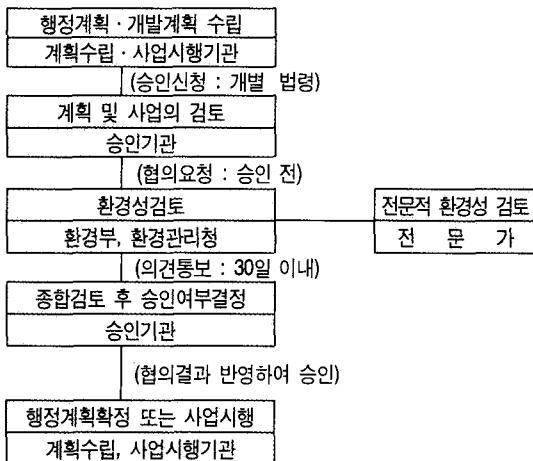 행정계획·개발계획 수립
계획수립·사업시행기관
(승인신청 : 개별 법령)
계획 및 사업의 검토
승인기관
(협의요청 : 승인 전)
환경성검토
전문적 환경성 검토
환경부, 환경관리청
전 문 가
(의견통보 : 30일 이내)
종합검토 후 승인여부결정
승인기관
(협의결과 반영하여 승인)
행정계획확정 또는 사업시행
계획수립, 사업시행기관